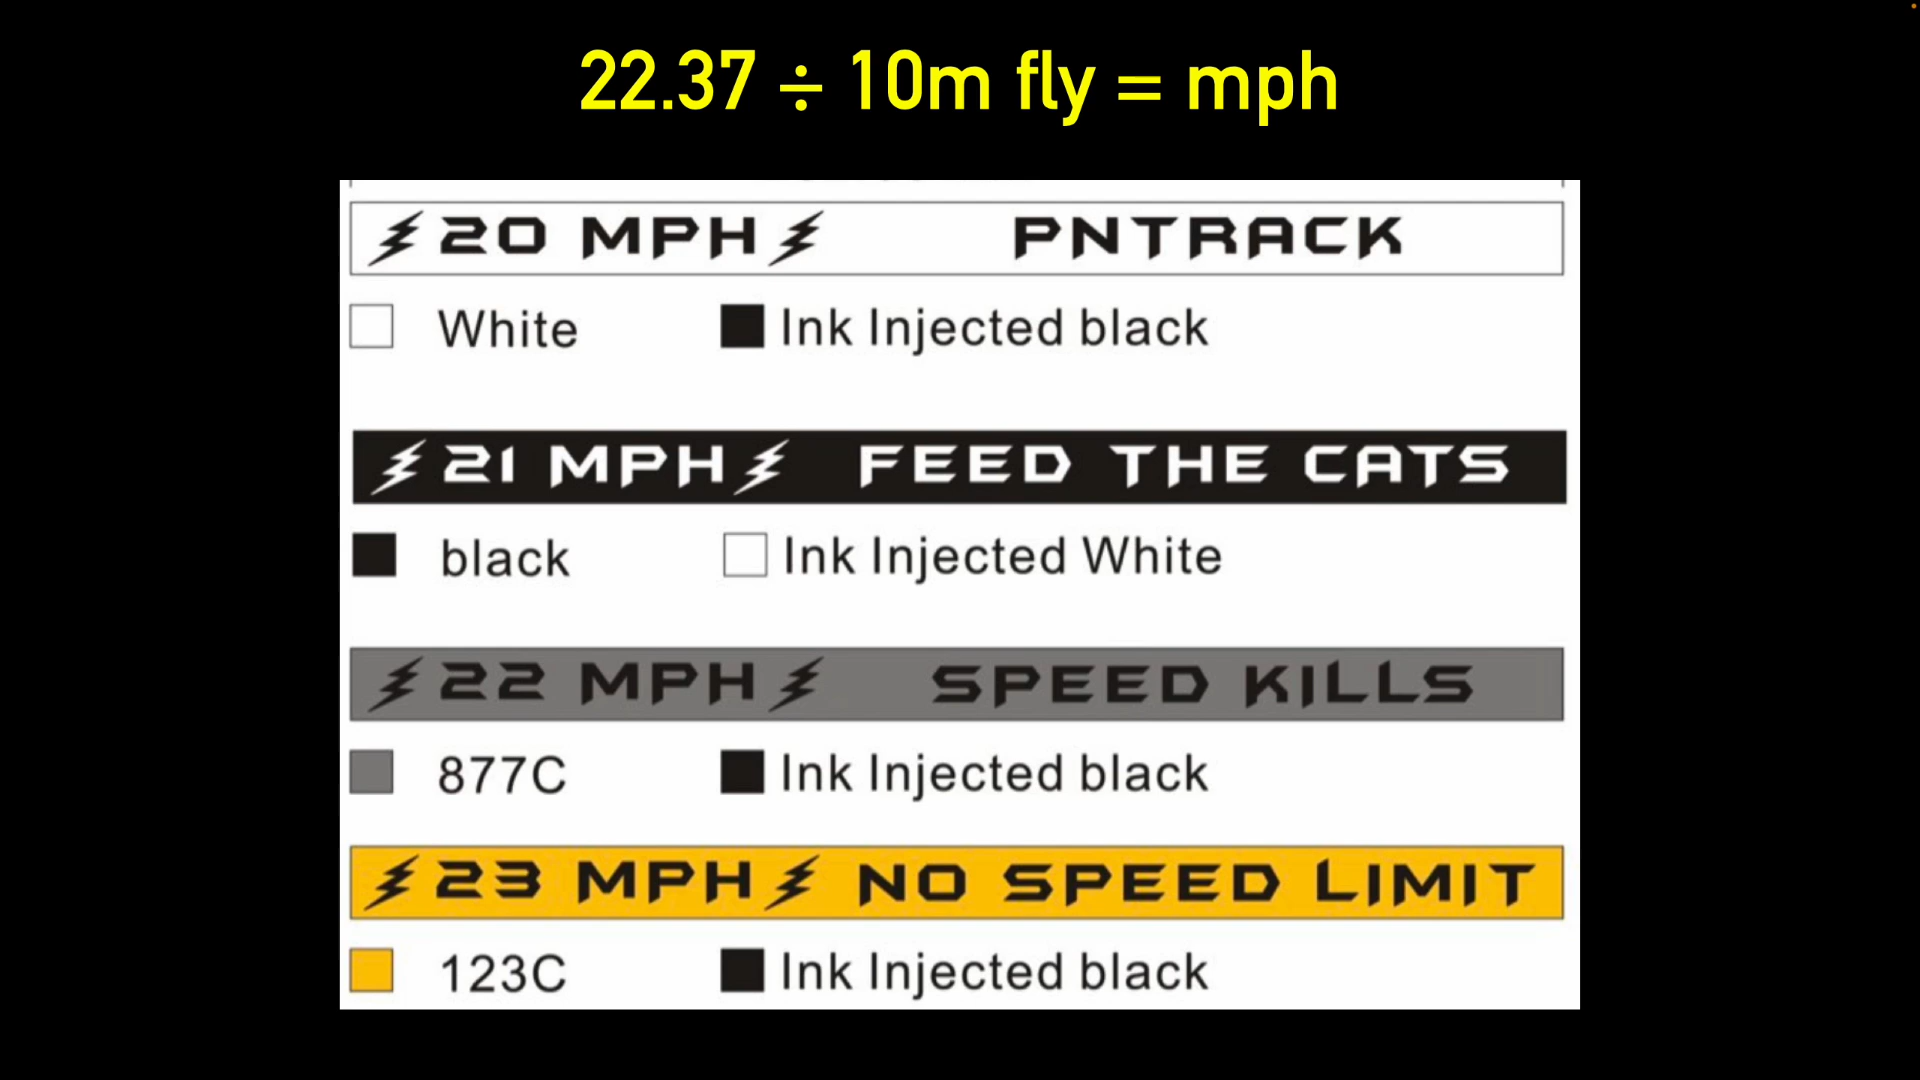 22.37 ÷ 10m fly = mph
20 MPH PNTRACK
White Ink Injected black
21 MPH FEED THE CATS
black Ink Injected White
22 MPH SPEED KILLS
877C Ink Injected black
23 MPH NO SPEED LIMIT
123C Ink Injected black